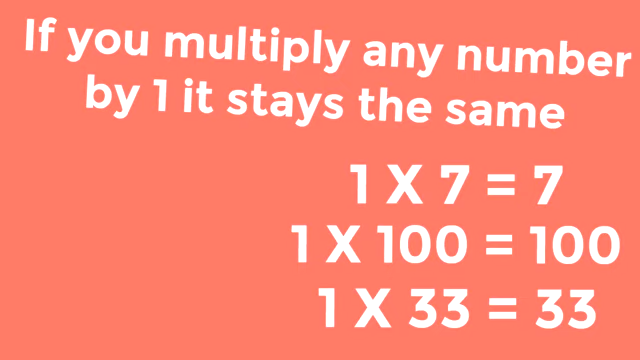 If you multiply any number
by 1 it stays the same
1 X 7 = 7
1 X 100 = 100
1 X 33 = 33